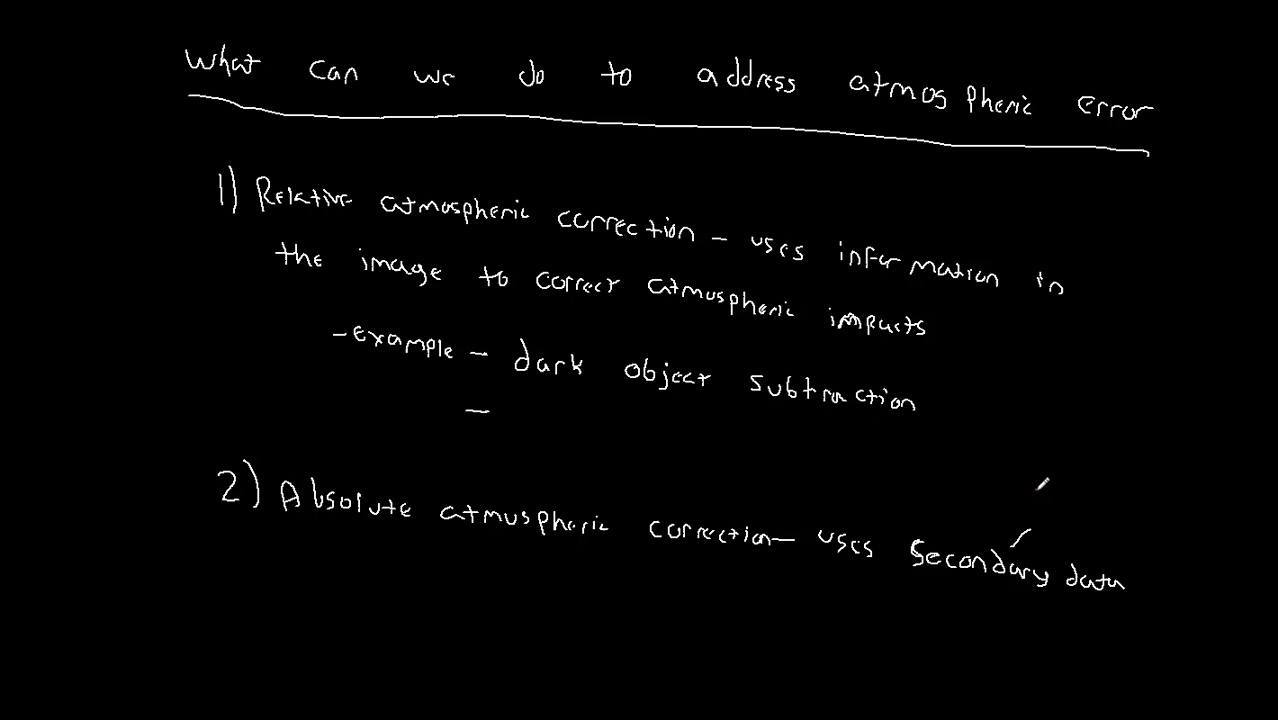 What can we do to address atmospheric error
1) Relative atmospheric correction - uses information in
the image to correct atmospheric impacts
- example - dark object subtraction
-
2) Absolute atmospheric correction - uses secondary data